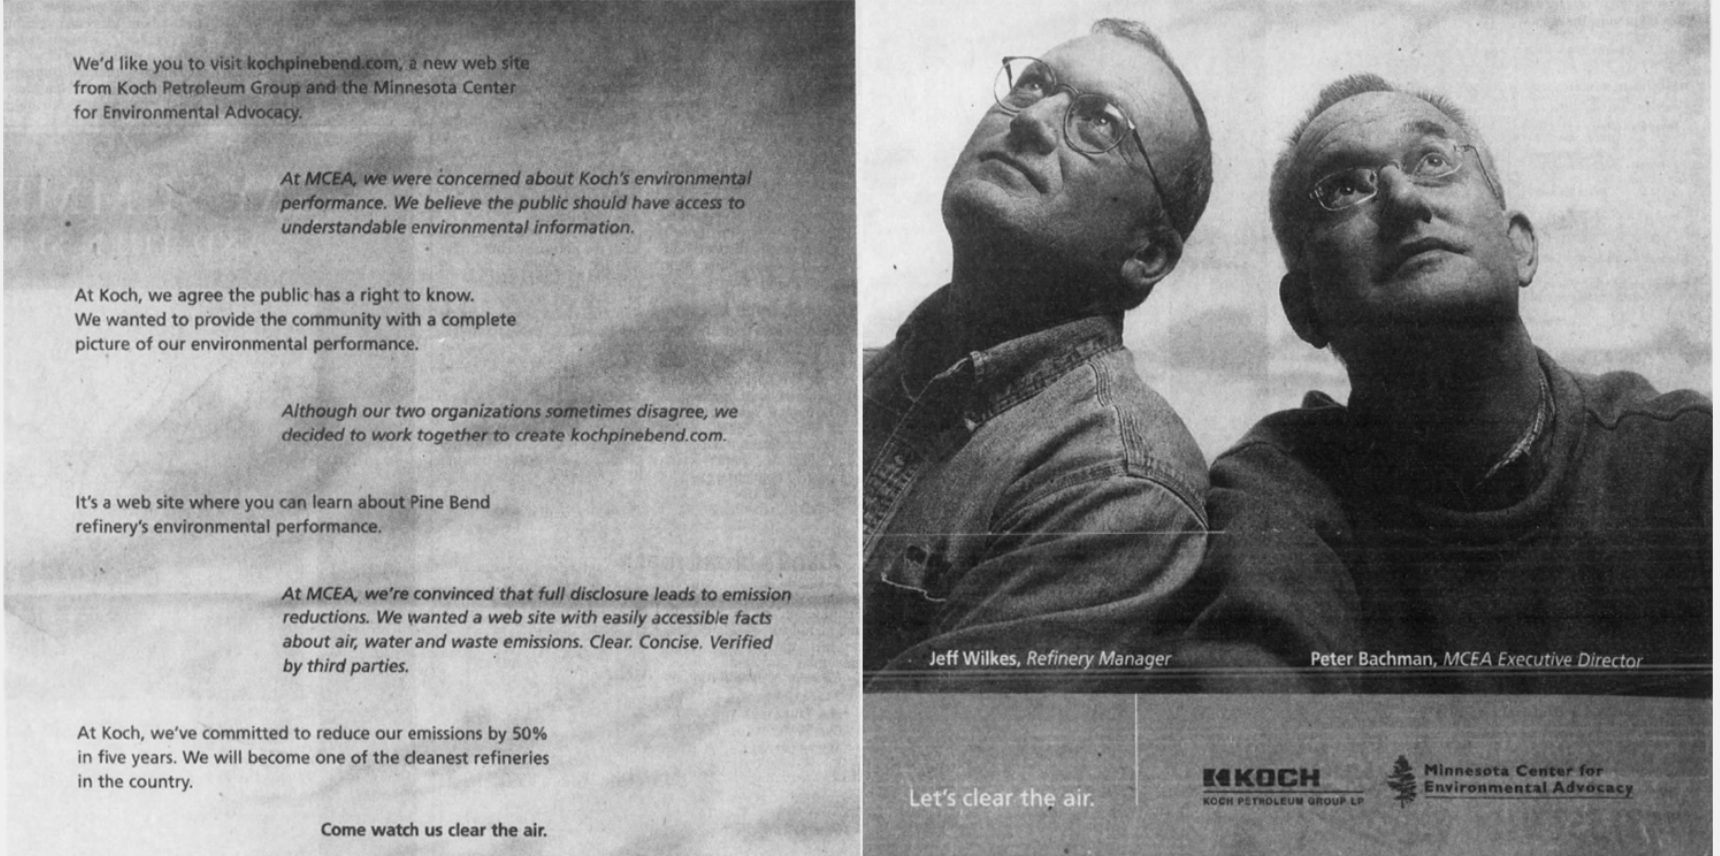 We'd like you to visit kochpinebend.com, a new web site
from Koch Petroleum Group and the Minnesota Center
for Environmental Advocacy.
At MCEA, we were concerned about Koch's environmental
performance. We believe the public should have access to
understandable environmental information.
At Koch, we agree the public has a right to know.
We wanted to provide the community with a complete
picture of our environmental performance.
Although our two organizations sometimes disagree, we
decided to work together to create kochpinebend.com.
It's a web site where you can learn about Pine Bend
refinery's environmental performance.
At MCEA, we're convinced that full disclosure leads to emission
reductions. We wanted a web site with easily accessible facts
about air, water and waste emissions. Clear. Concise. Verified
by third parties.
At Koch, we've committed to reduce our emissions by 50%
in five years. We will become one of the cleanest refineries
in the country.
Come watch us clear the air.
Jeff Wilkes, Refinery Manager
Peter Bachman, MCEA Executive Director
Let's clear the air.
KOCH
KOCH PETROLEUM GROUP LP
Minnesota Center for
Environmental Advocacy